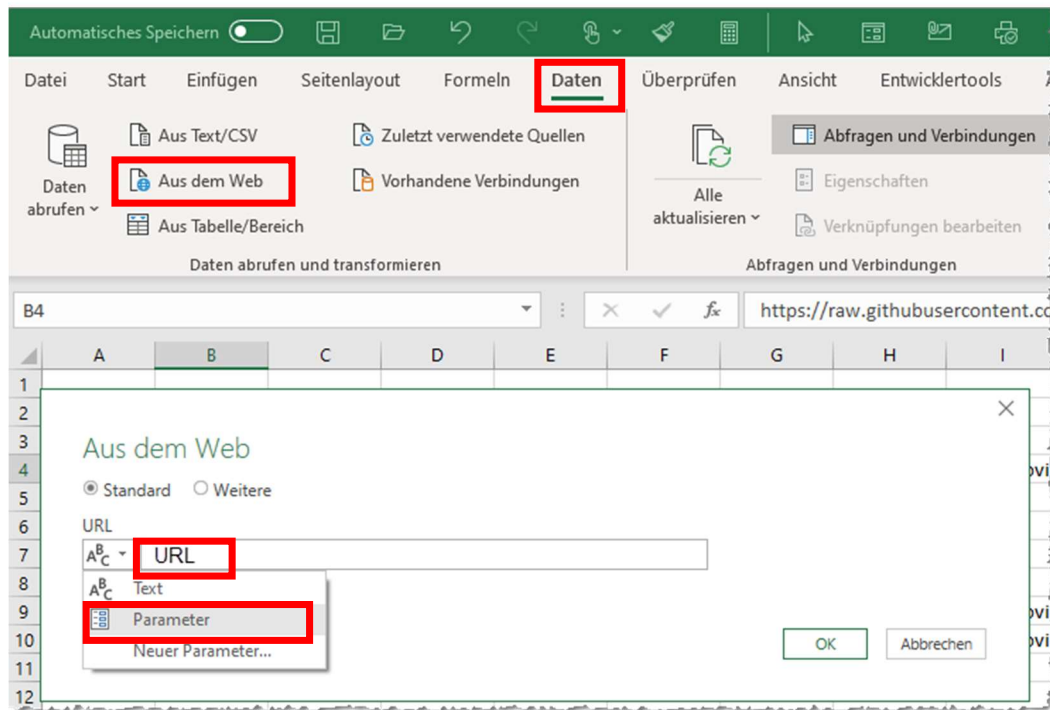 Automatisches Speichern
Datei Start Einfügen Seitenlayout Formeln Daten Überprüfen Ansicht Entwicklertools
Daten abrufen
Aus Text/CSV
Aus dem Web
Aus Tabelle/Bereich
Zuletzt verwendete Quellen
Vorhandene Verbindungen
Daten abrufen und transformieren
Alle aktualisieren
Abfragen und Verbindungen
Eigenschaften
Verknüpfungen bearbeiten
Abfragen und Verbindungen
B4 fx https://raw.githubusercontent.co
A B C D E F G H I
1
2
3
4 ovi
5
6
7
8
9 ovi
10 ovi
11
12
Aus dem Web
Standard Weitere
URL
ABC URL
ABC Text
Parameter
Neuer Parameter...
OK Abbrechen